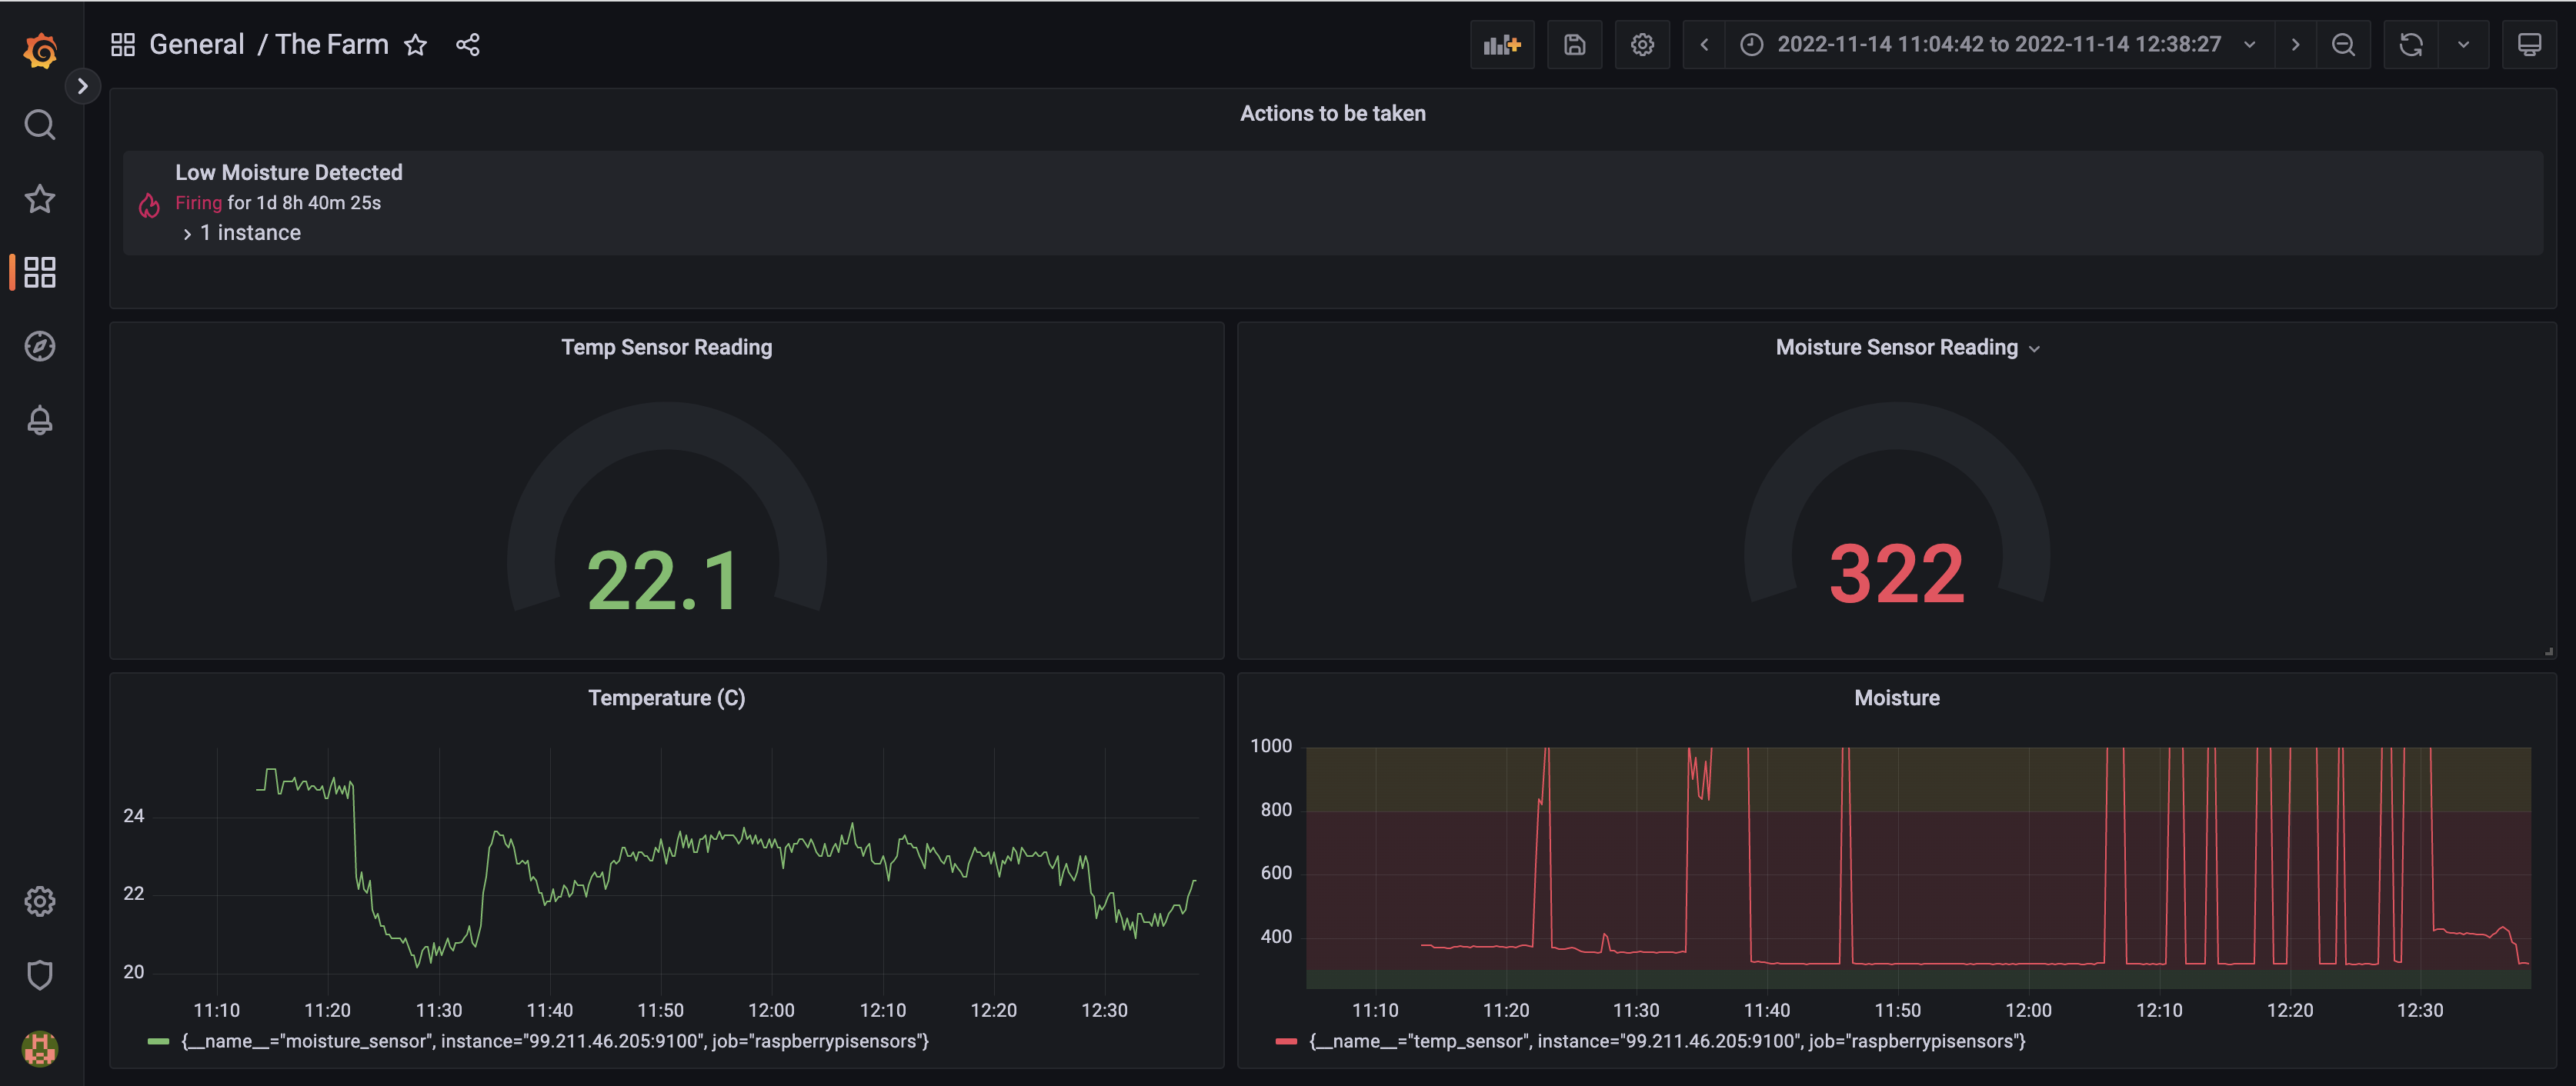 General / The Farm
2022-11-14 11:04:42 to 2022-11-14 12:38:27
Actions to be taken
Low Moisture Detected
Firing for 1d 8h 40m 25s
1 instance
Temp Sensor Reading
22.1
Moisture Sensor Reading
322
Temperature (C)
24
22
20
11:10 11:20 11:30 11:40 11:50 12:00 12:10 12:20 12:30
{__name__="moisture_sensor", instance="99.211.46.205:9100", job="raspberrypisensors"}
Moisture
1000
800
600
400
11:10 11:20 11:30 11:40 11:50 12:00 12:10 12:20 12:30
{__name__="temp_sensor", instance="99.211.46.205:9100", job="raspberrypisensors"}